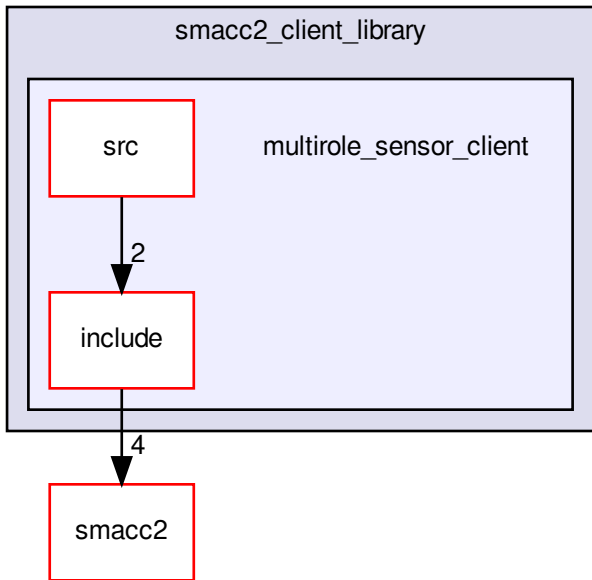 smacc2_client_library
src
multirole_sensor_client
2
include
4
smacc2